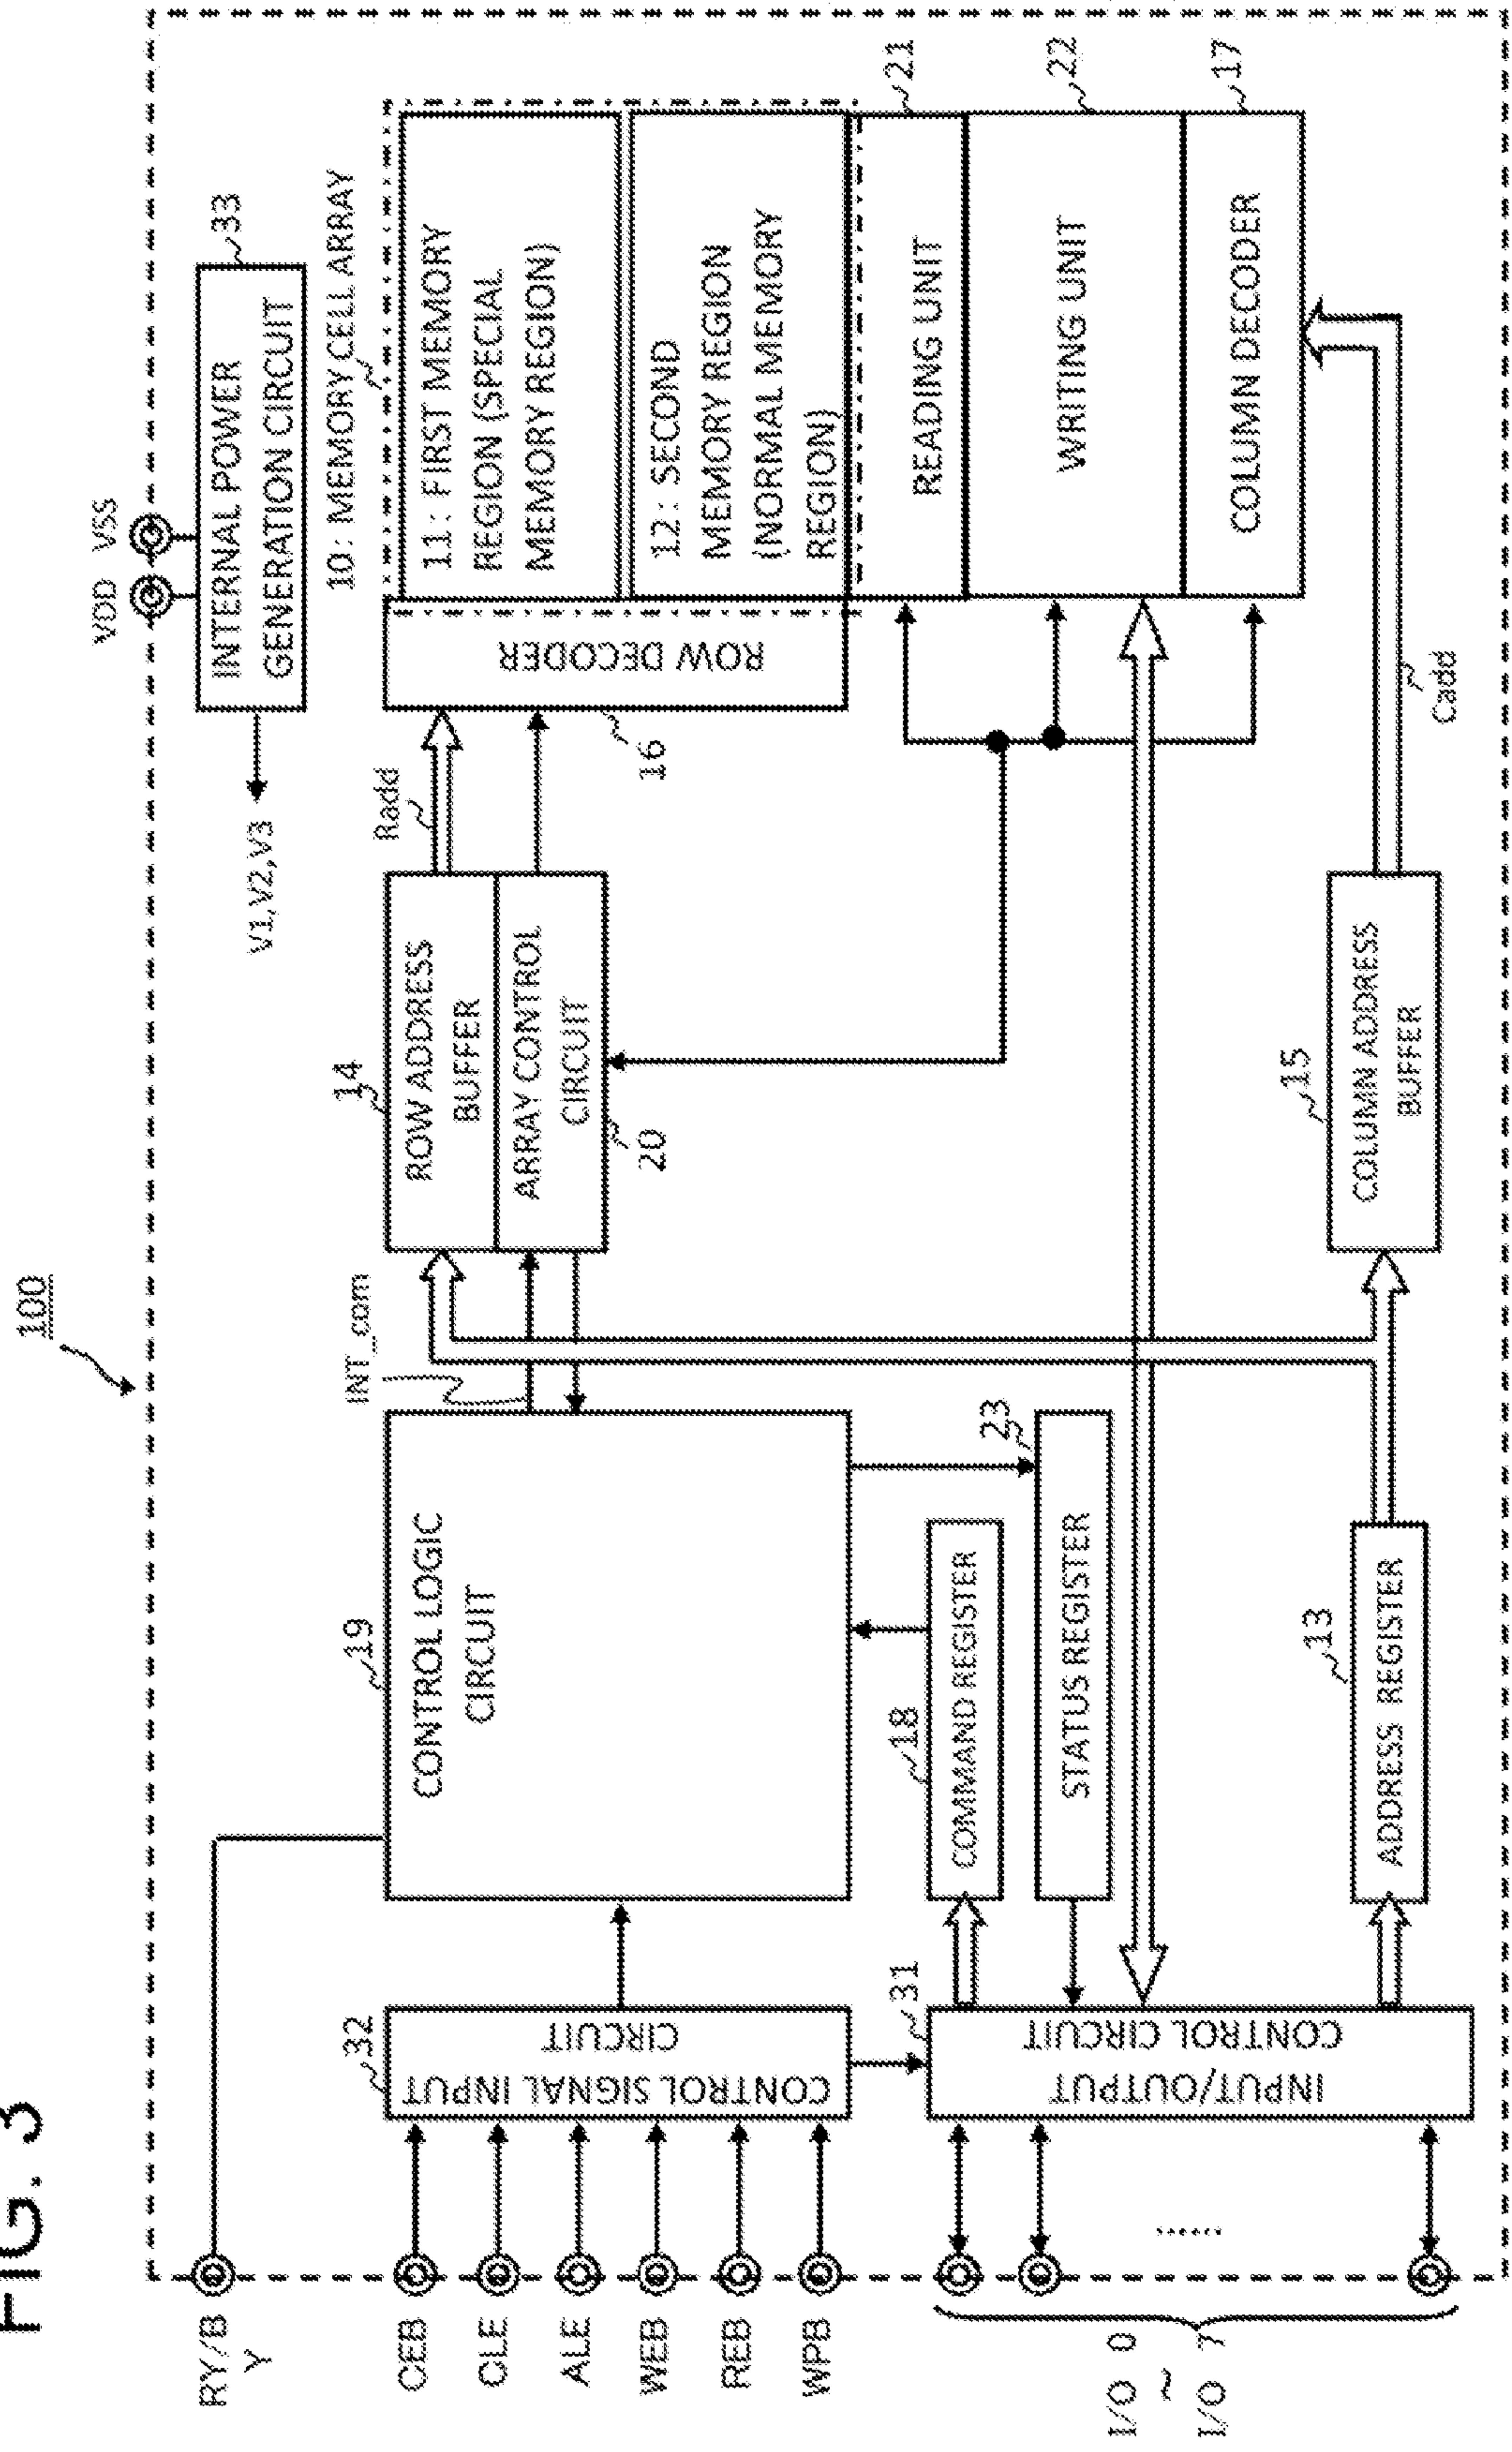 FIG. 3
100
VDD
VSS
INTERNAL POWER
GENERATION CIRCUIT
33
V1,V2,V3
10 : MEMORY CELL ARRAY
11 : FIRST MEMORY
REGION (SPECIAL
MEMORY REGION)
12 : SECOND
MEMORY REGION
(NORMAL MEMORY
REGION)
ROW DECODER
16
READING UNIT
21
WRITING UNIT
22
COLUMN DECODER
17
Radd
14
ROW ADDRESS
BUFFER
ARRAY CONTROL
CIRCUIT
20
INT_com
15
COLUMN ADDRESS
BUFFER
Cadd
19
CONTROL LOGIC
CIRCUIT
18
COMMAND REGISTER
23
STATUS REGISTER
13
ADDRESS REGISTER
32
CONTROL SIGNAL INPUT
CIRCUIT
31
INPUT/OUTPUT
CONTROL CIRCUIT
RY/B
Y
CEB
CLE
ALE
WEB
REB
WPB
I/O 0
~
I/O 7